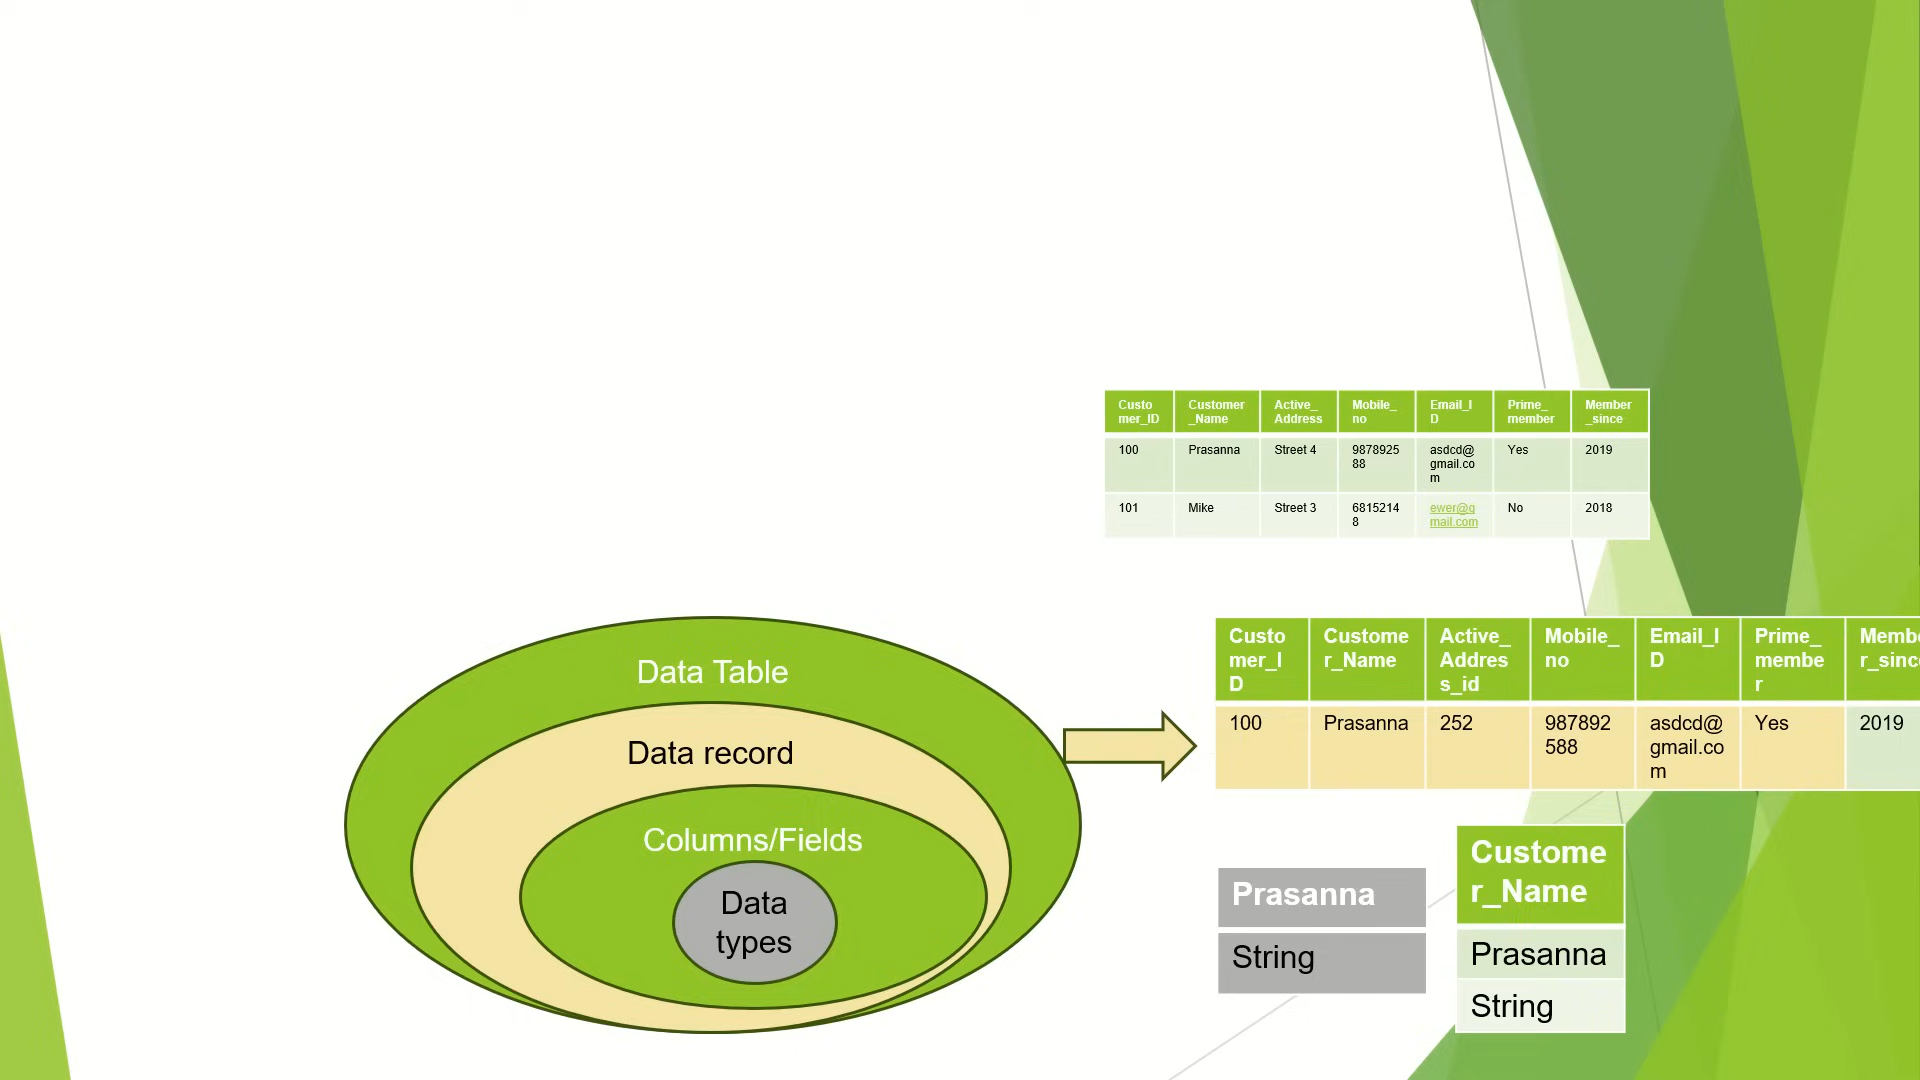 Custo
mer_ID
Customer
_Name
Active_
Address
Mobile_
no
Email_I
D
Prime_
member
Member
_since
100
Prasanna
Street 4
9878925
88
asdcd@
gmail.co
m
Yes
2019
101
Mike
Street 3
6815214
8
ewer@g
mail.com
No
2018
Data Table
Data record
Columns/Fields
Data
types
Custo
mer_I
D
Custome
r_Name
Active_
Addres
s_id
Mobile_
no
Email_I
D
Prime_
membe
r
Memb
r_sinc
100
Prasanna
252
987892
588
asdcd@
gmail.co
m
Yes
2019
Prasanna
String
Custome
r_Name
Prasanna
String